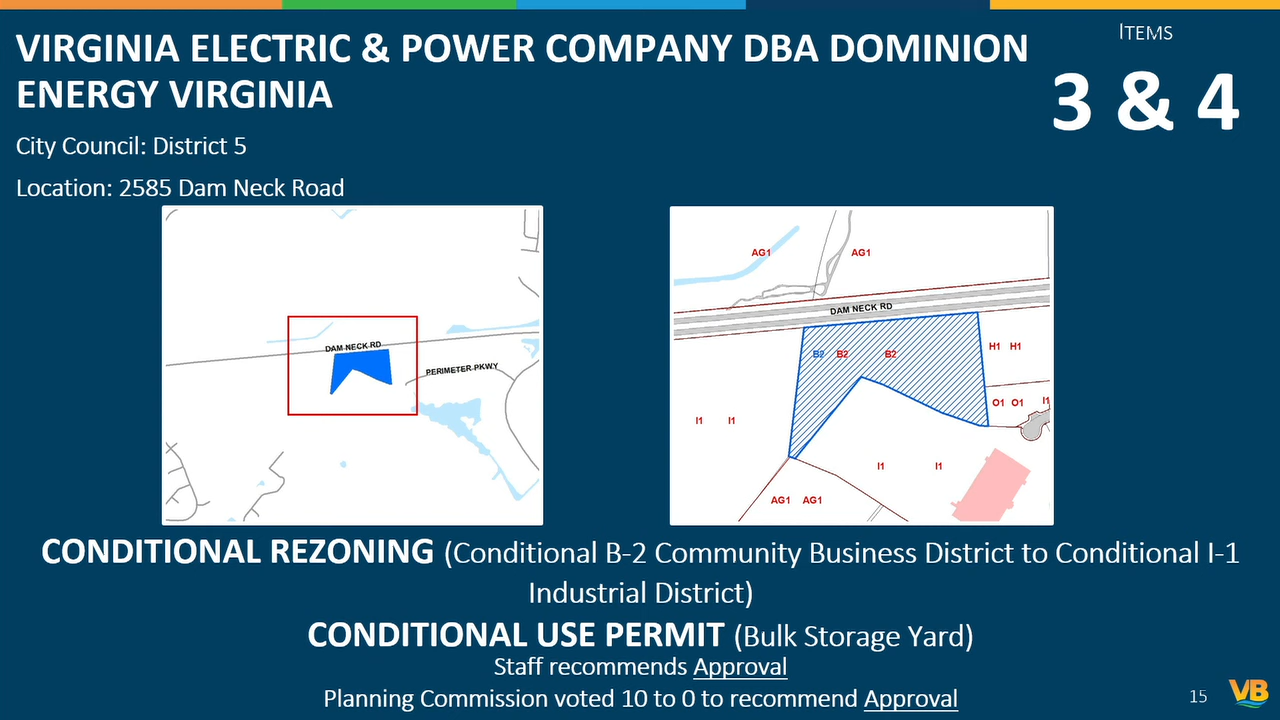 ITEMS
VIRGINIA ELECTRIC & POWER COMPANY DBA DOMINION
ENERGY VIRGINIA
3 & 4
City Council: District 5
Location: 2585 Dam Neck Road
DAM NECK RD
PERIMETER PKWY
AG1 AG1
DAM NECK RD
B2 B2 B2
H1 H1
O1 O1 I1
I1 I1
I1 I1
AG1 AG1
CONDITIONAL REZONING (Conditional B-2 Community Business District to Conditional I-1
Industrial District)
CONDITIONAL USE PERMIT (Bulk Storage Yard)
Staff recommends Approval
Planning Commission voted 10 to 0 to recommend Approval
15
VB